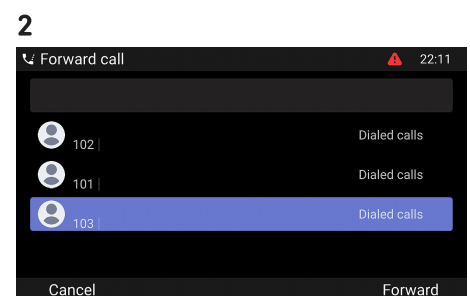 2
Forward call 22:11
102 | Dialed calls
101 | Dialed calls
103 | Dialed calls
Cancel Forward